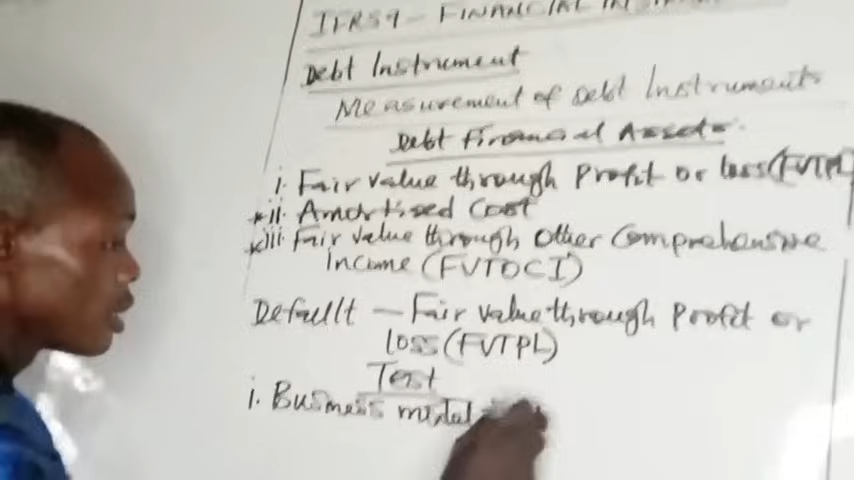 IFRS9 - FINANCIAL
Debt Instrument
Measurement of Debt Instruments
Debt Financial Assets.
i. Fair value through Profit or loss (FVTPL)
*ii. Amortised Cost
*iii. Fair value through Other Comprehensive
Income (FVTOCI)
Default - Fair value through Profit or
loss (FVTPL)
Test
i. Business model